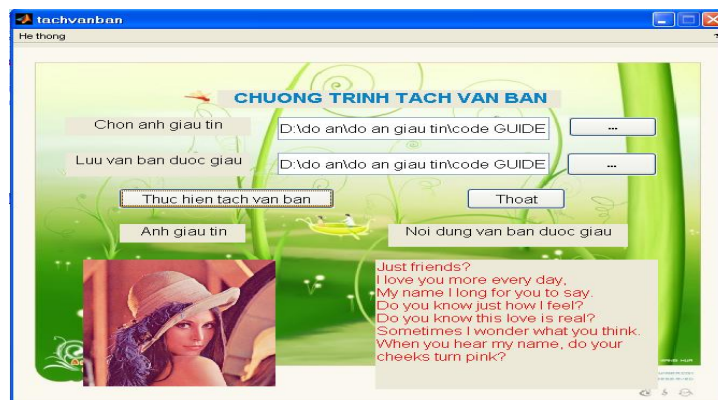 tachvanban
He thong
?
CHUONG TRINH TACH VAN BAN
Chon anh giau tin
D:\do an\do an giau tin\code GUIDE
...
Luu van ban duoc giau
D:\do an\do an giau tin\code GUIDE
...
Thuc hien tach van ban
Thoat
Anh giau tin
Noi dung van ban duoc giau
Just friends?
I love you more every day,
My name I long for you to say.
Do you know just how I feel?
Do you know this love is real?
Sometimes I wonder what you think.
When you hear my name, do your
cheeks turn pink?